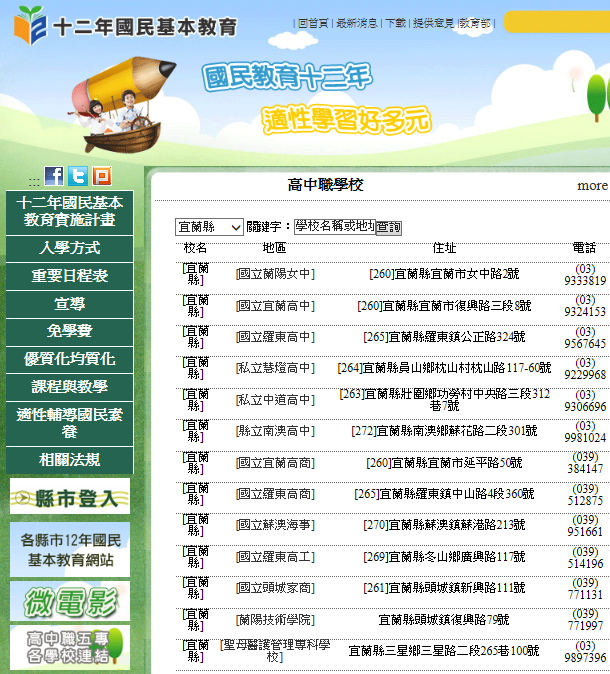 十二年國民基本教育
| 回首頁 | 最新消息 | 下載 | 提供意見 |教育部 |
國民教育十二年
適性學習好多元
:::
十二年國民基本
教育實施計畫
入學方式
重要日程表
宣導
免學費
優質化均質化
課程與教學
適性輔導國民素
養
相關法規
縣市登入
各縣市12年國民
基本教育網站
微電影
高中職五專
各學校連結
高中職學校
more
宜蘭縣 關鍵字：學校名稱或地址 查詢
校名 地區 住址 電話
[宜蘭縣] [國立蘭陽女中] [260]宜蘭縣宜蘭市女中路2號 (03) 9333819
[宜蘭縣] [國立宜蘭高中] [260]宜蘭縣宜蘭市復興路三段8號 (03) 9324153
[宜蘭縣] [國立羅東高中] [265]宜蘭縣羅東鎮公正路324號 (03) 9567645
[宜蘭縣] [私立慧燈高中] [264]宜蘭縣員山鄉枕山村枕山路117-60號 (03) 9229968
[宜蘭縣] [私立中道高中] [263]宜蘭縣壯圍鄉功勞村中央路三段312巷7號 (03) 9306696
[宜蘭縣] [縣立南澳高中] [272]宜蘭縣南澳鄉蘇花路二段301號 (03) 9981024
[宜蘭縣] [國立宜蘭高商] [260]宜蘭縣宜蘭市延平路50號 (039) 384147
[宜蘭縣] [國立羅東高商] [265]宜蘭縣羅東鎮中山路4段360號 (039) 512875
[宜蘭縣] [國立蘇澳海事] [270]宜蘭縣蘇澳鎮蘇港路213號 (039) 951661
[宜蘭縣] [國立羅東高工] [269]宜蘭縣冬山鄉廣興路117號 (039) 514196
[宜蘭縣] [國立頭城家商] [261]宜蘭縣頭城鎮新興路111號 (039) 771131
[宜蘭縣] [蘭陽技術學院] 宜蘭縣頭城鎮復興路79號 (039) 771997
[宜蘭縣] [聖母醫護管理專科學校] 宜蘭縣三星鄉三星路二段265巷100號 (03) 9897396